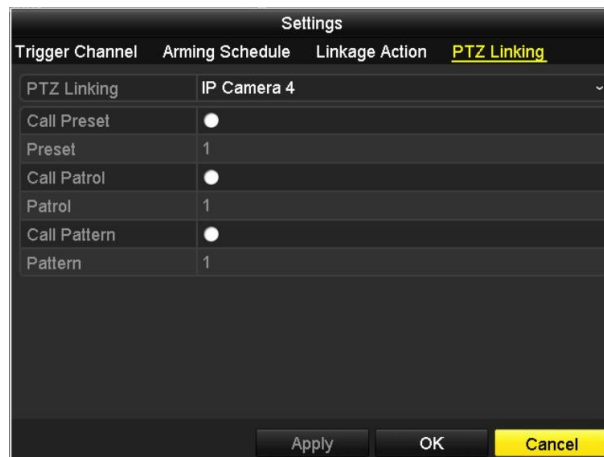 Settings
Trigger Channel Arming Schedule Linkage Action PTZ Linking
PTZ Linking IP Camera 4
Call Preset
Preset 1
Call Patrol
Patrol 1
Call Pattern
Pattern 1
Apply OK Cancel